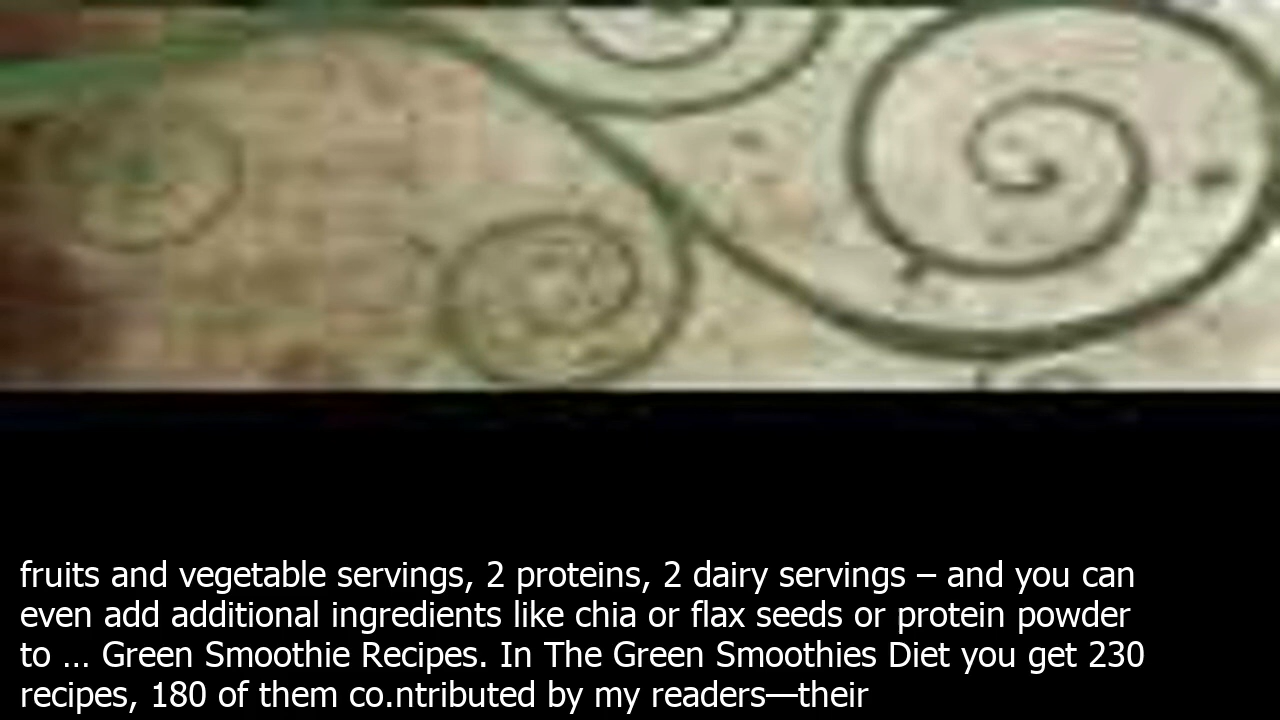 fruits and vegetable servings, 2 proteins, 2 dairy servings – and you can
even add additional ingredients like chia or flax seeds or protein powder
to ... Green Smoothie Recipes. In The Green Smoothies Diet you get 230
recipes, 180 of them co.ntributed by my readers—their